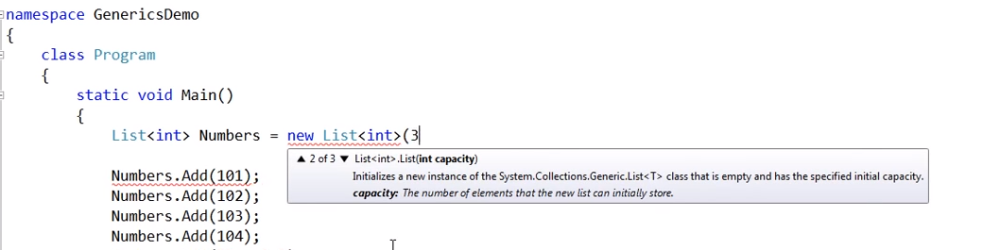 namespace GenericsDemo
{
class Program
{
static void Main()
{
List<int> Numbers = new List<int>(3
▲ 2 of 3 ▼ List<int>.List(int capacity)
Initializes a new instance of the System.Collections.Generic.List<T> class that is empty and has the specified initial capacity.
capacity: The number of elements that the new list can initially store.
Numbers.Add(101);
Numbers.Add(102);
Numbers.Add(103);
Numbers.Add(104);